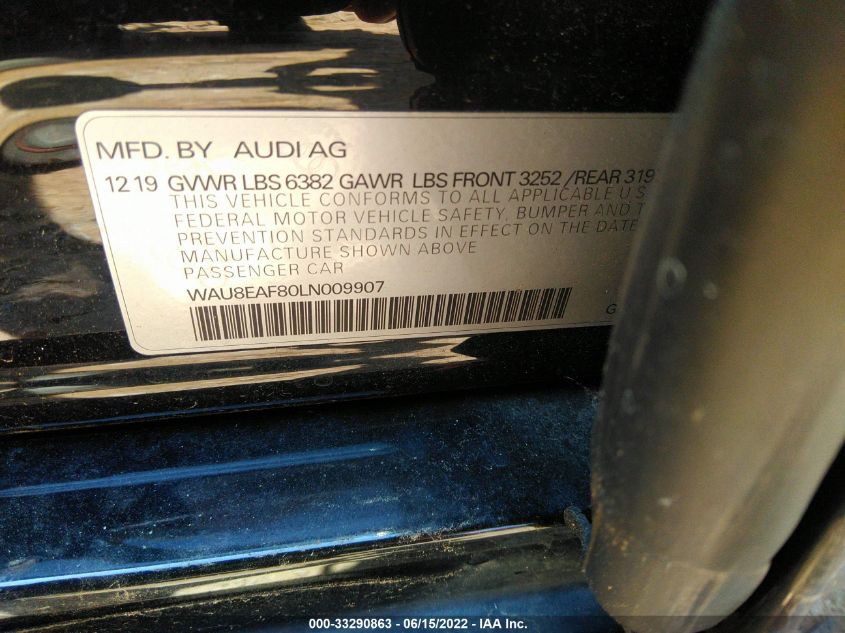 MFD. BY AUDI AG
12 19 GVWR LBS 6382 GAWR LBS FRONT 3252 /REAR 319
THIS VEHICLE CONFORMS TO ALL APPLICABLE U S
FEDERAL MOTOR VEHICLE SAFETY, BUMPER AND T
PREVENTION STANDARDS IN EFFECT ON THE DATE
MANUFACTURE SHOWN ABOVE
PASSENGER CAR
WAU8EAF80LN009907
G
000-33290863 - 06/15/2022 - IAA Inc.